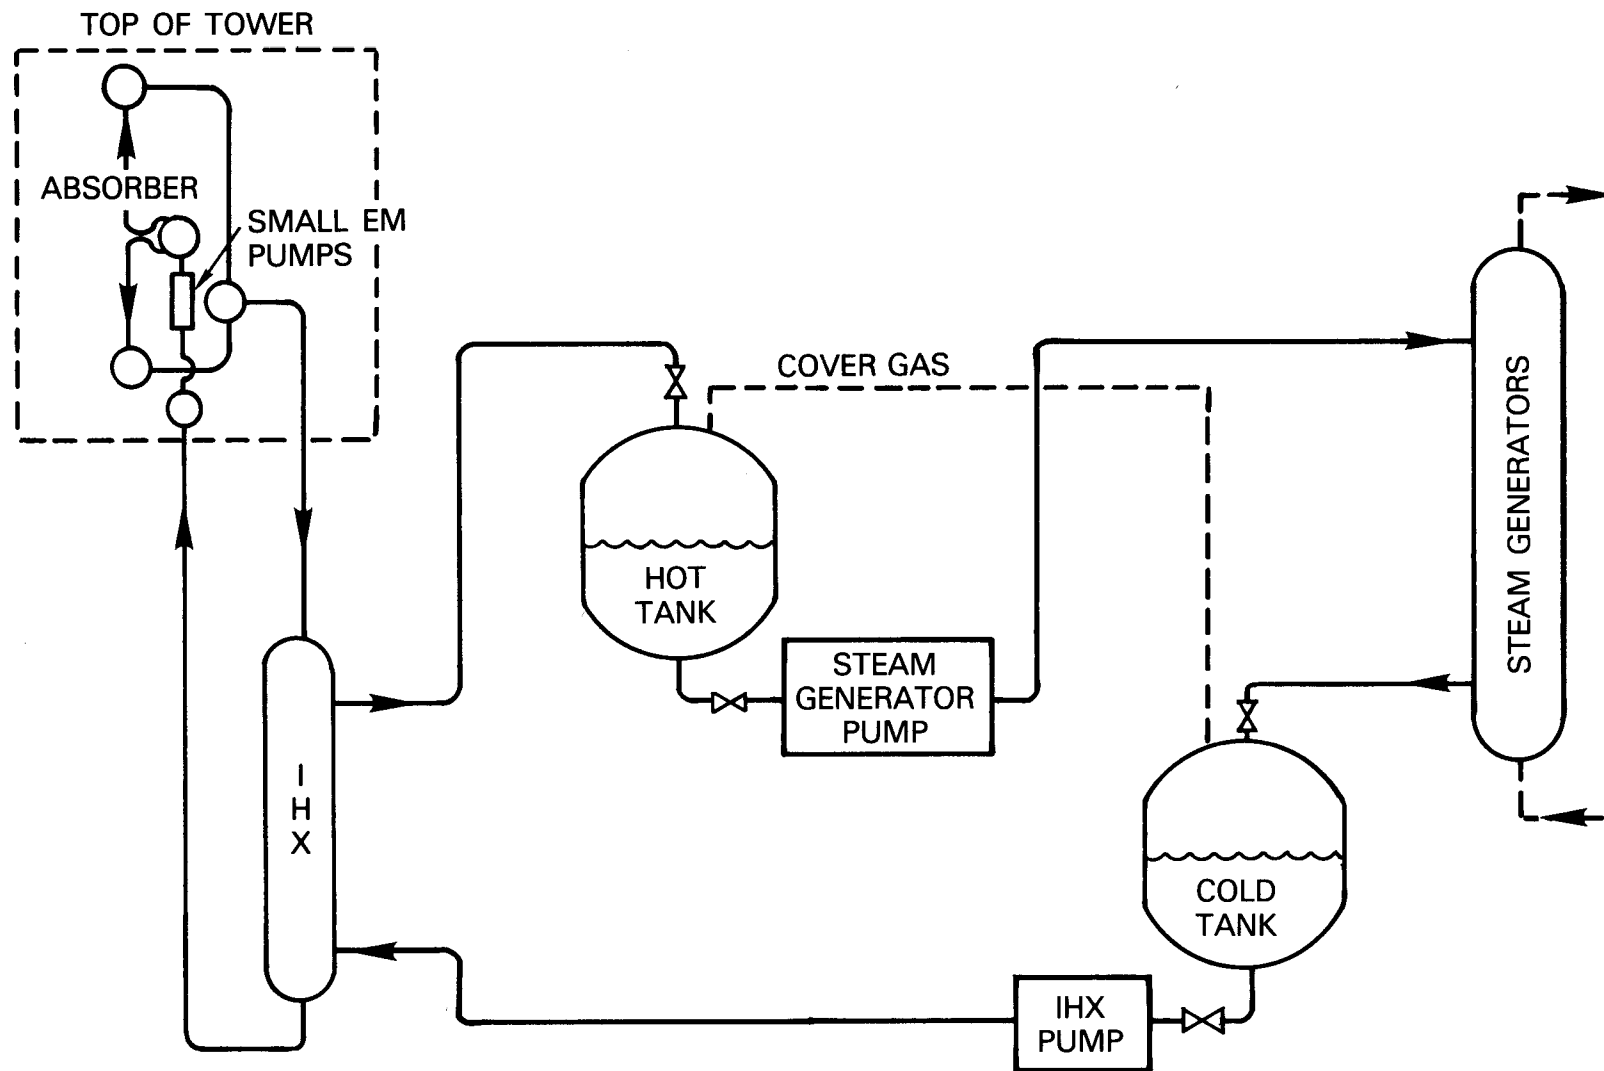 TOP OF TOWER
ABSORBER
SMALL EM
PUMPS
COVER GAS
HOT
TANK
STEAM
GENERATOR
PUMP
STEAM GENERATORS
I
H
X
COLD
TANK
IHX
PUMP